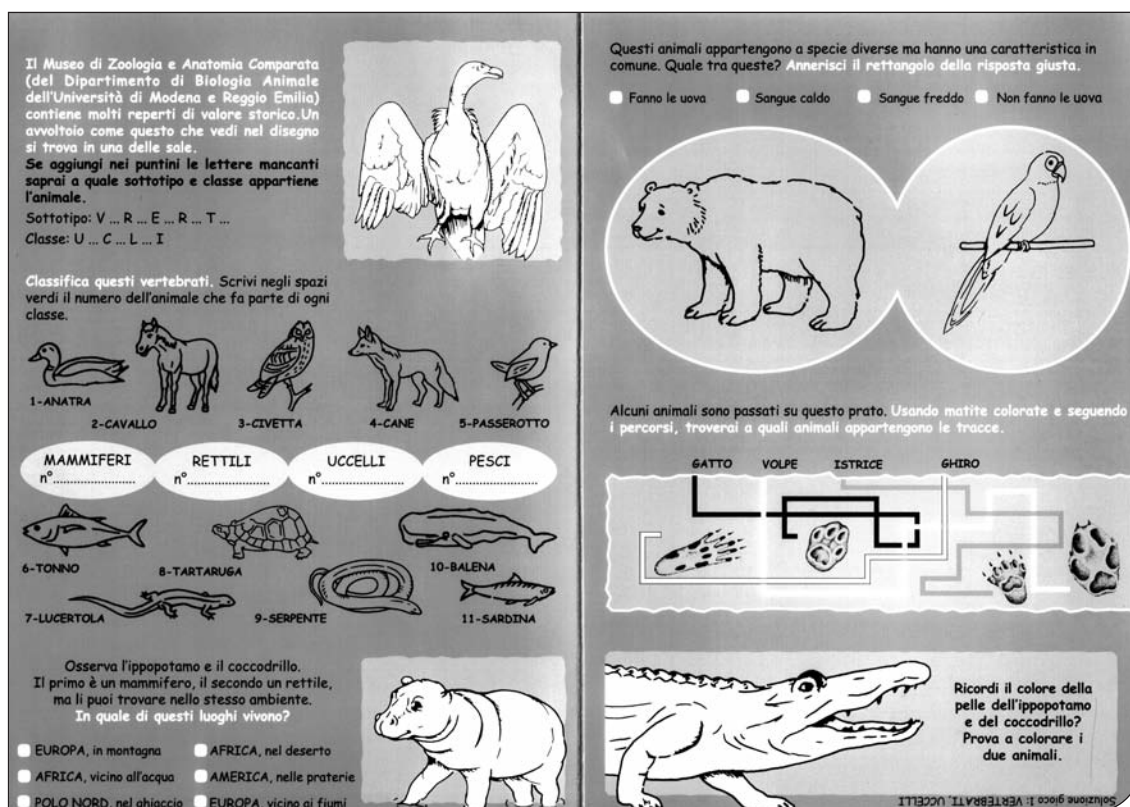 Il Museo di Zoologia e Anatomia Comparata
(del Dipartimento di Biologia Animale
dell'Università di Modena e Reggio Emilia)
contiene molti reperti di valore storico.Un
avvoltoio come questo che vedi nel disegno
si trova in una delle sale.
Se aggiungi nei puntini le lettere mancanti
saprai a quale sottotipo e classe appartiene
l'animale.
Sottotipo: V ... R ... E ... R ... T ...
Classe: U ... C ... L ... I
Classifica questi vertebrati. Scrivi negli spazi
verdi il numero dell'animale che fa parte di ogni
classe.
1-ANATRA
2-CAVALLO
3-CIVETTA
4-CANE
5-PASSEROTTO
MAMMIFERI
n°........................
RETTILI
n°........................
UCCELLI
n°........................
PESCI
n°........................
6-TONNO
8-TARTARUGA
10-BALENA
7-LUCERTOLA
9-SERPENTE
11-SARDINA
Osserva l'ippopotamo e il coccodrillo.
Il primo è un mammifero, il secondo un rettile,
ma li puoi trovare nello stesso ambiente.
In quale di questi luoghi vivono?
EUROPA, in montagna
AFRICA, nel deserto
AFRICA, vicino all'acqua
AMERICA, nelle praterie
POLO NORD, nel ghiaccio
EUROPA, vicino ai fiumi
Questi animali appartengono a specie diverse ma hanno una caratteristica in
comune. Quale tra queste? Annerisci il rettangolo della risposta giusta.
Fanno le uova
Sangue caldo
Sangue freddo
Non fanno le uova
Alcuni animali sono passati su questo prato. Usando matite colorate e seguendo
i percorsi, troverai a quali animali appartengono le tracce.
GATTO
VOLPE
ISTRICE
GHIRO
Ricordi il colore della
pelle dell'ippopotamo
e del coccodrillo?
Prova a colorare i
due animali.
Soluzione gioco 1: VERTEBRATI, UCCELLI